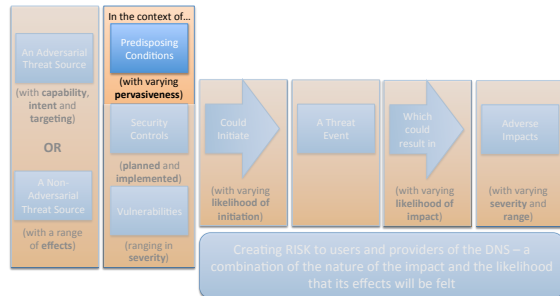 An Adversarial
Threat Source
(with capability,
intent and
targeting)
OR
A Non-
Adversarial
Threat Source
(with a range
of effects)
In the context of…
Predisposing
Conditions
(with varying
pervasiveness)
Security
Controls
(planned and
implemented)
Vulnerabilities
(ranging in
severity)
Could
Initiate
(with varying
likelihood of
initiation)
A Threat
Event
Which
could
result in
(with varying
likelihood of
impact)
Adverse
Impacts
(with varying
severity and
range)
Creating RISK to users and providers of the DNS – a
combination of the nature of the impact and the likelihood
that its effects will be felt